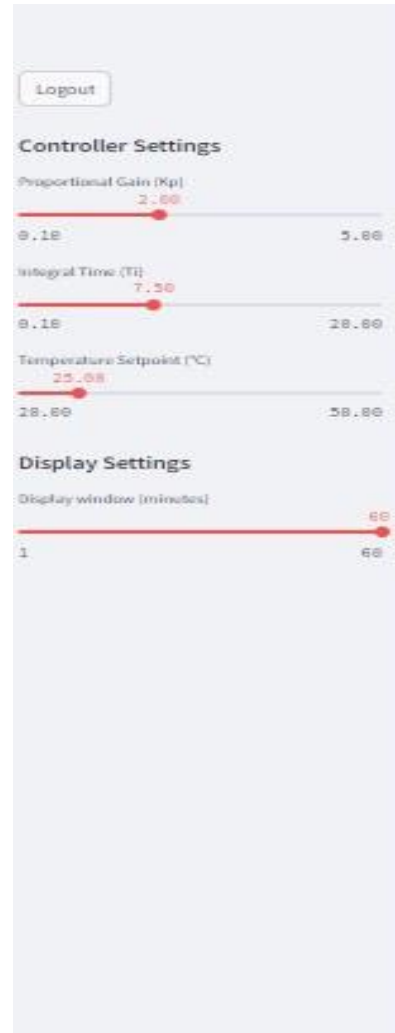 Logout
Controller Settings
Proportional Gain (Kp)
2.00
0.10 5.00
Integral Time (Ti)
7.50
0.10 20.00
Temperature Setpoint (°C)
25.00
20.00 50.00
Display Settings
Display window (minutes)
60
1 60